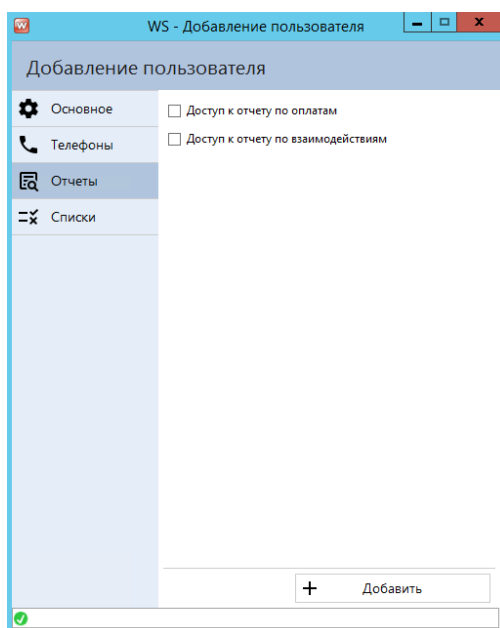 WS - Добавление пользователя
Добавление пользователя
Основное
Телефоны
Отчеты
Списки
Доступ к отчету по оплатам
Доступ к отчету по взаимодействиям
Добавить